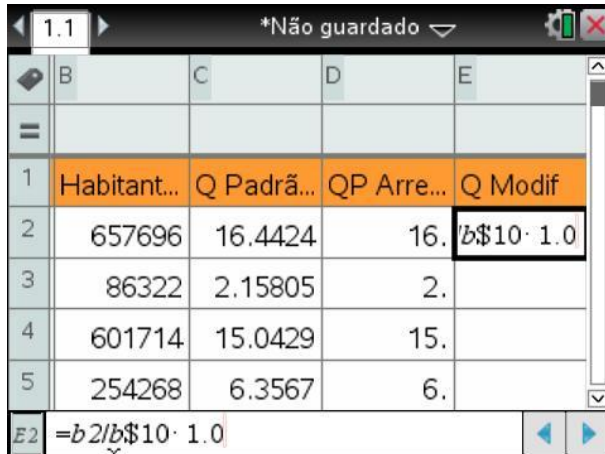 1.1 *Não guardado
B C D E
=
1 Habitant... Q Padrã... QP Arre... Q Modif
2 657696 16.4424 16. /b$10· 1.0
3 86322 2.15805 2.
4 601714 15.0429 15.
5 254268 6.3567 6.
E2 =b2/b$10· 1.0